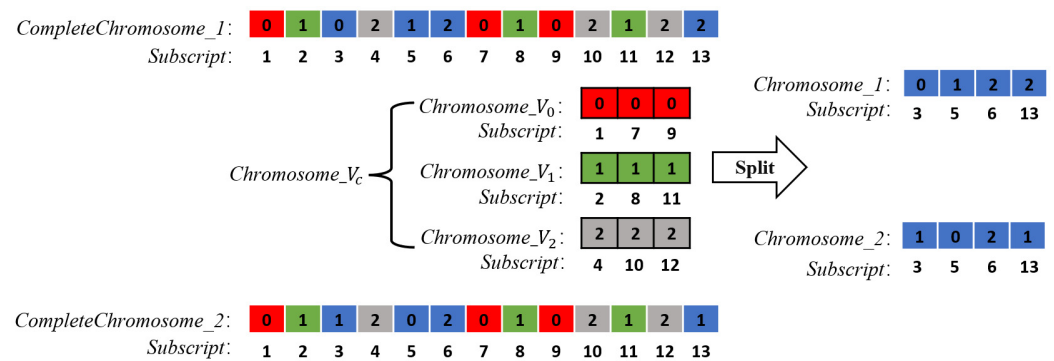 CompleteChromosome_1: 0 1 0 2 1 2 0 1 0 2 1 2 2
Subscript: 1 2 3 4 5 6 7 8 9 10 11 12 13
Chromosome_V₀: 0 0 0
Subscript: 1 7 9
Chromosome_V_c
Chromosome_V₁: 1 1 1
Subscript: 2 8 11
Chromosome_V₂: 2 2 2
Subscript: 4 10 12
Split
Chromosome_1: 0 1 2 2
Subscript: 3 5 6 13
Chromosome_2: 1 0 2 1
Subscript: 3 5 6 13
CompleteChromosome_2: 0 1 1 2 0 2 0 1 0 2 1 2 1
Subscript: 1 2 3 4 5 6 7 8 9 10 11 12 13